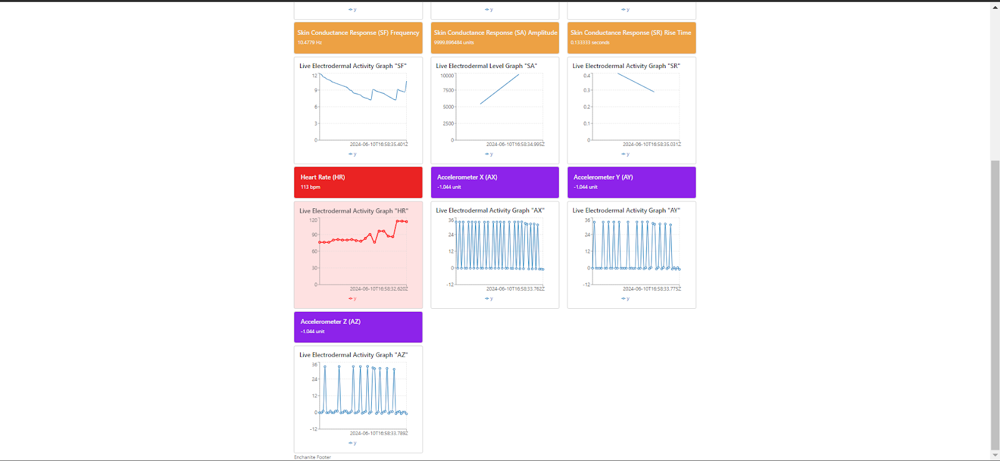 y
y
y
Skin Conductance Response (SF) Frequency
10.4779 Hz
Skin Conductance Response (SA) Amplitude
9999.896484 units
Skin Conductance Response (SR) Rise Time
0.133333 seconds
Live Electrodermal Activity Graph "SF"
12
9
6
3
0
2024-06-10T16:58:35.401Z
y
Live Electrodermal Level Graph "SA"
10000
7500
5000
2500
0
2024-06-10T16:58:34.995Z
y
Live Electrodermal Activity Graph "SR"
0.4
0.3
0.2
0.1
0
2024-06-10T16:58:35.031Z
y
Heart Rate (HR)
113 bpm
Accelerometer X (AX)
-1.044 unit
Accelerometer Y (AY)
-1.044 unit
Live Electrodermal Activity Graph "HR"
120
90
60
30
0
2024-06-10T16:58:32.620Z
y
Live Electrodermal Activity Graph "AX"
36
24
12
0
-12
2024-06-10T16:58:33.762Z
y
Live Electrodermal Activity Graph "AY"
36
24
12
0
-12
2024-06-10T16:58:33.775Z
y
Accelerometer Z (AZ)
-1.044 unit
Live Electrodermal Activity Graph "AZ"
36
24
12
0
-12
2024-06-10T16:58:33.789Z
y
Enchanite Footer